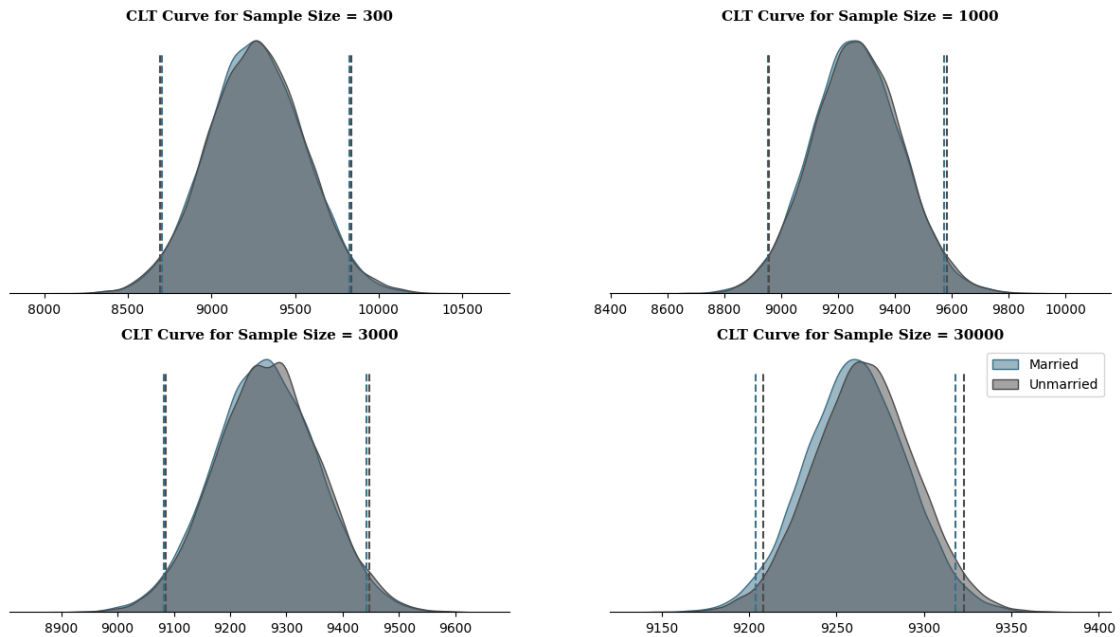 CLT Curve for Sample Size = 300
8000 8500 9000 9500 10000 10500
CLT Curve for Sample Size = 1000
8400 8600 8800 9000 9200 9400 9600 9800 10000
CLT Curve for Sample Size = 3000
8900 9000 9100 9200 9300 9400 9500 9600
CLT Curve for Sample Size = 30000
Married
Unmarried
9150 9200 9250 9300 9350 9400